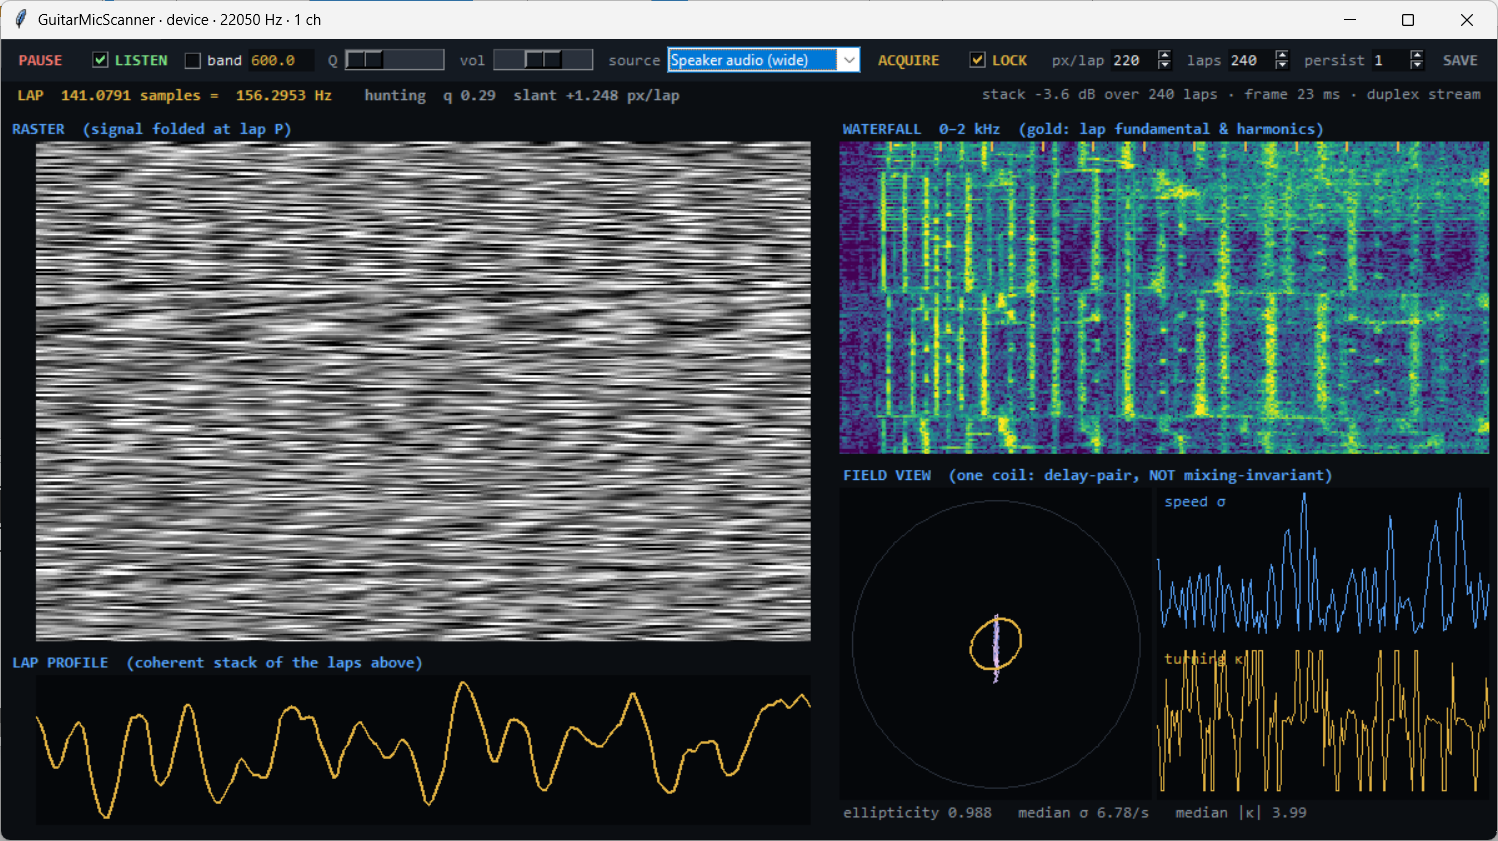 GuitarMicScanner · device · 22050 Hz · 1 ch
PAUSE LISTEN band 600.0 Q vol source Speaker audio (wide) ACQUIRE LOCK px/lap 220 laps 240 persist 1 SAVE
LAP 141.0791 samples = 156.2953 Hz hunting q 0.29 slant +1.248 px/lap stack -3.6 dB over 240 laps · frame 23 ms · duplex stream
RASTER (signal folded at lap P)
WATERFALL 0-2 kHz (gold: lap fundamental & harmonics)
FIELD VIEW (one coil: delay-pair, NOT mixing-invariant)
speed σ
turning κ
LAP PROFILE (coherent stack of the laps above)
ellipticity 0.988 median σ 6.78/s median |κ| 3.99